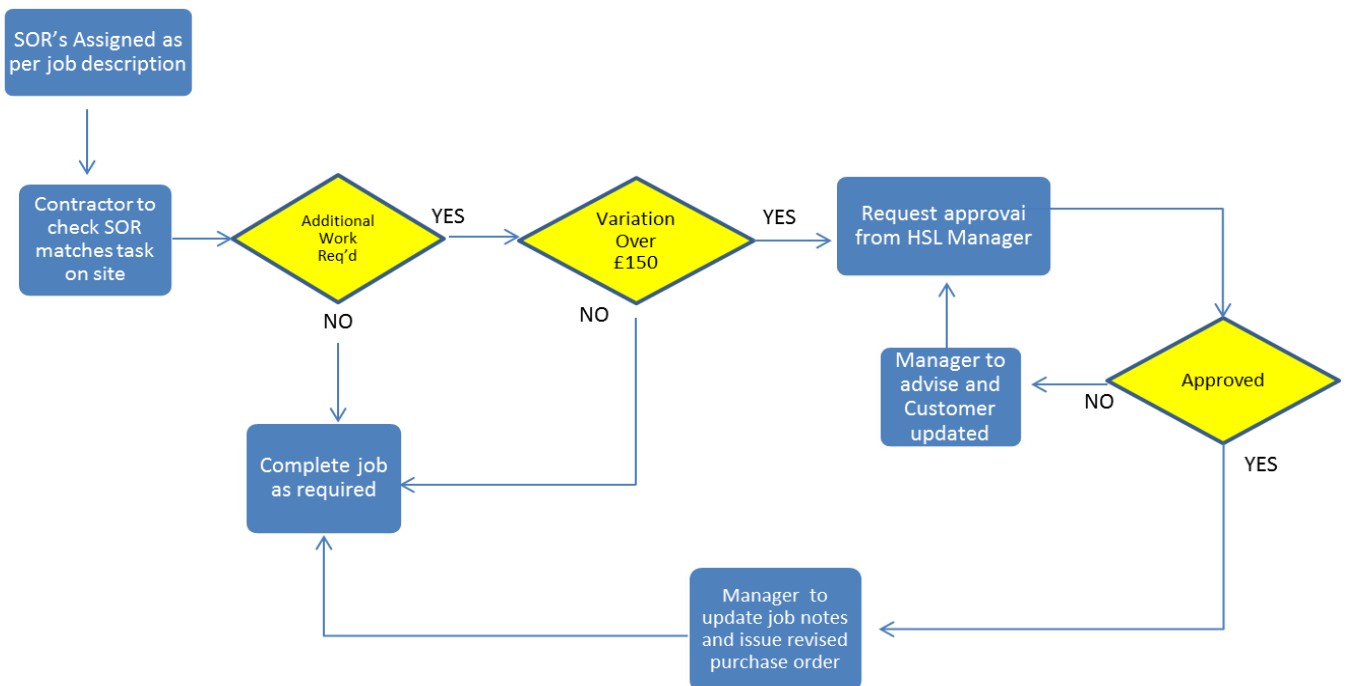 SOR's Assigned as
per job description
Contractor to
check SOR
matches task
on site
Additional
Work
Req'd
YES
NO
Variation
Over
£150
YES
NO
Request approvai
from HSL Manager
Approved
NO
YES
Manager to
advise and
Customer
updated
Complete job
as required
Manager to
update job notes
and issue revised
purchase order